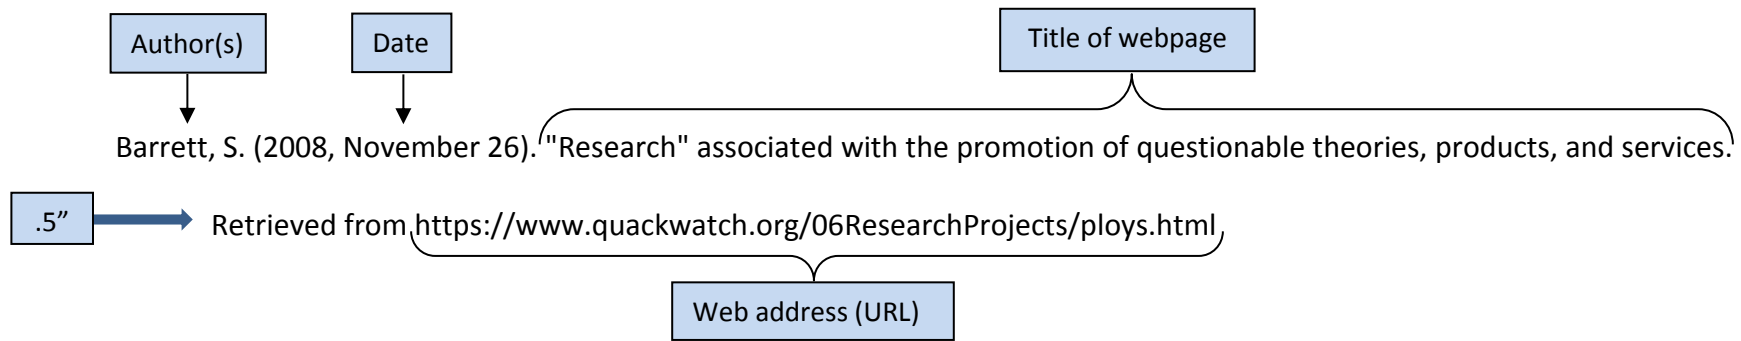 Author(s) Date Title of webpage
Barrett, S. (2008, November 26). "Research" associated with the promotion of questionable theories, products, and services.
.5” Retrieved from https://www.quackwatch.org/06ResearchProjects/ploys.html
Web address (URL)